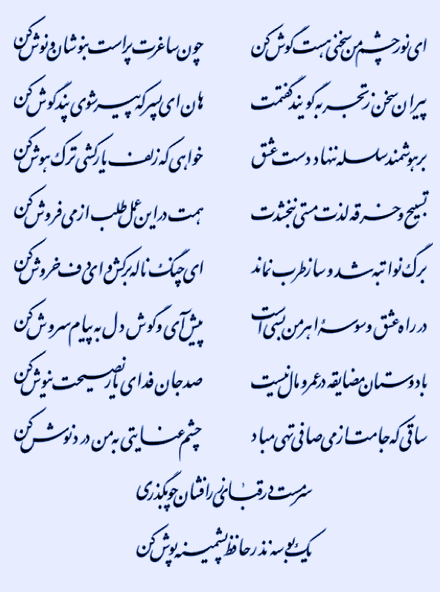 ای نور چشم من سخنی هست گوش کن چون ساغرت پر است بنوشان و نوش کن
پیران سخن ز تجربه گویند گفتمت هان ای پسر که پیر شوی پند گوش کن
بر هوشمند سلسله ننهاد دست عشق خواهی که زلف یار کشی ترک هوش کن
تسبیح و خرقه لذت مستی نبخشدت همت در این عمل طلب از می فروش کن
برگ نوا تبه شد و ساز طرب نماند ای چنگ ناله برکش و ای دف خروش کن
در راه عشق وسوسهٔ اهرمن بسی است پیش آی و گوش دل به پیام سروش کن
با دوستان مضایقه در عمر و مال نیست صد جان فدای یار نصیحت نیوش کن
ساقی که جامت از می صافی تهی مباد چشم عنایتی به من درد نوش کن
سرمست در قبای زرافشان چو بگذری
یک بوسه نذر حافظ پشمینه پوش کن